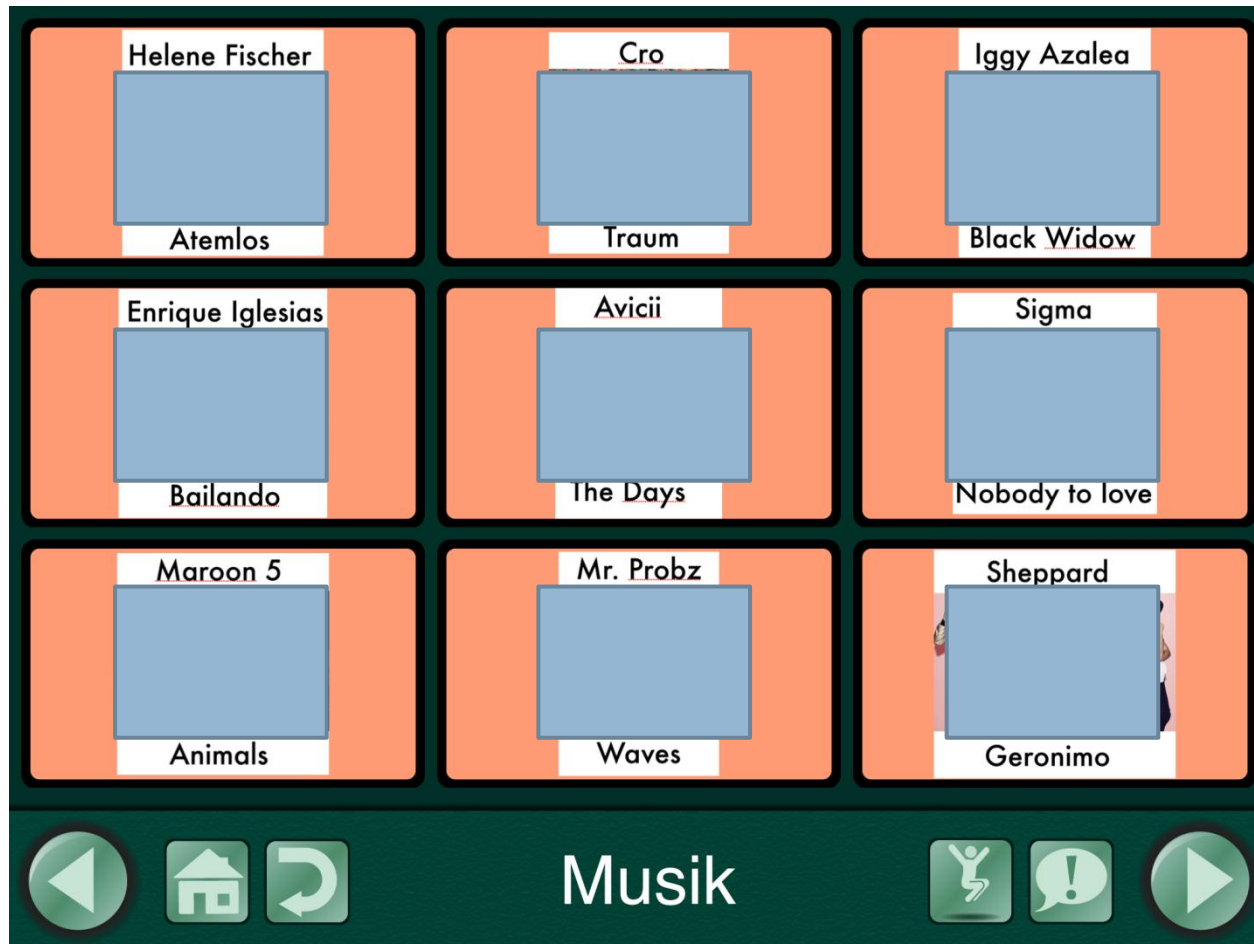 Helene Fischer
Atemlos
Cro
Traum
Iggy Azalea
Black Widow
Enrique Iglesias
Bailando
Avicii
The Days
Sigma
Nobody to love
Maroon 5
Animals
Mr. Probz
Waves
Sheppard
Geronimo
Musik